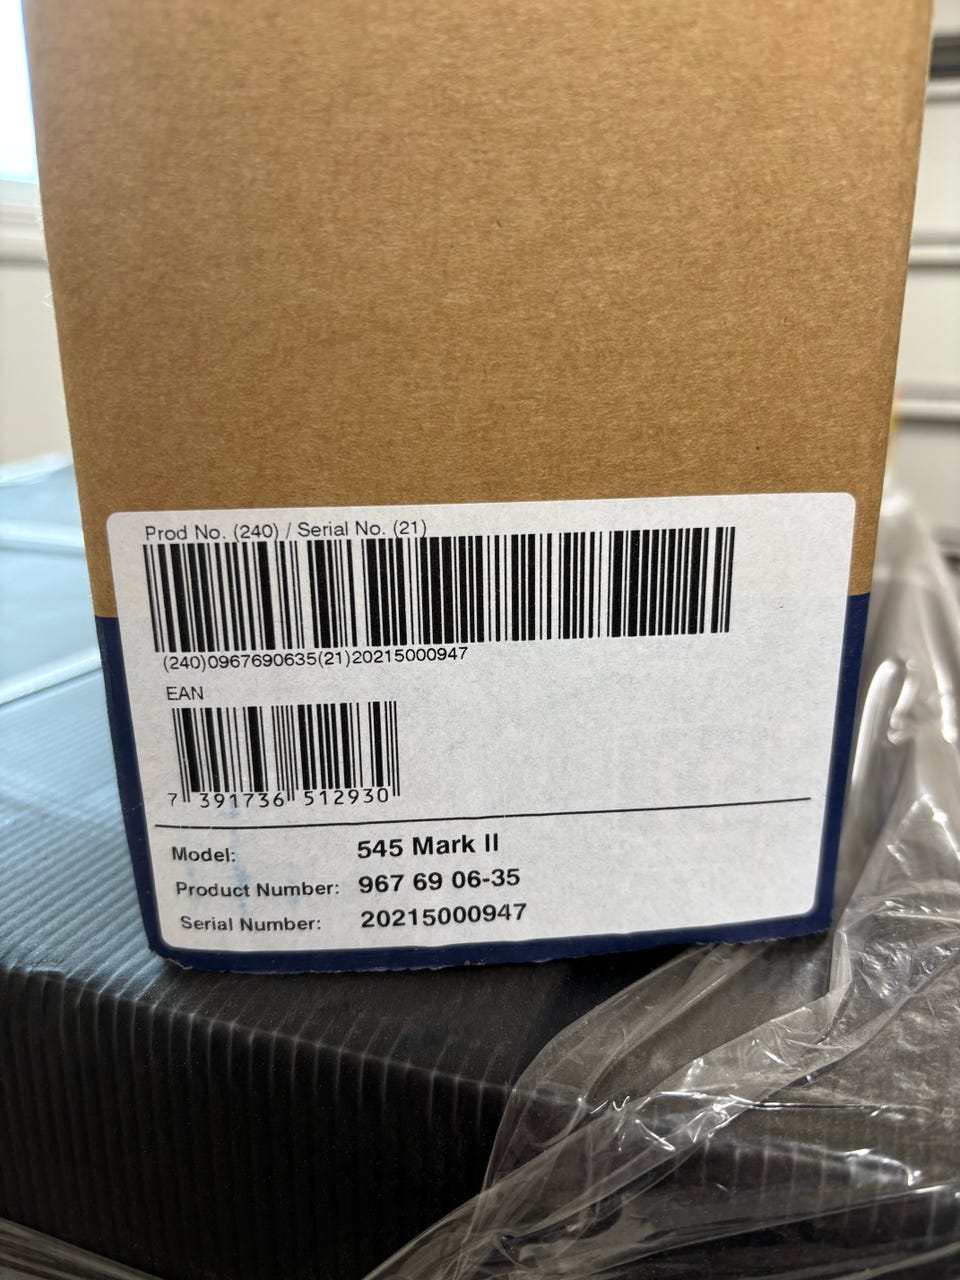 Prod No. (240) / Serial No. (21)
(240)0967690635(21)20215000947
EAN
7 391736 512930
Model: 545 Mark II
Product Number: 967 69 06-35
Serial Number: 20215000947